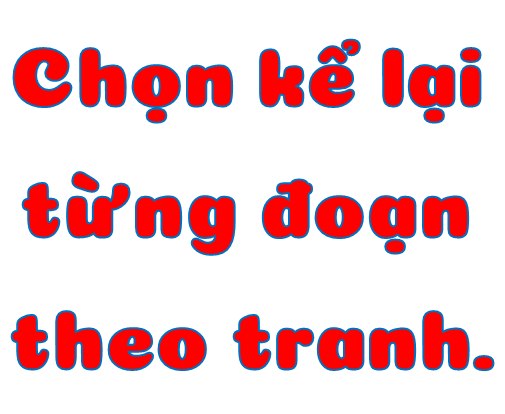 Chọn kể lại
từng đoạn
theo tranh.